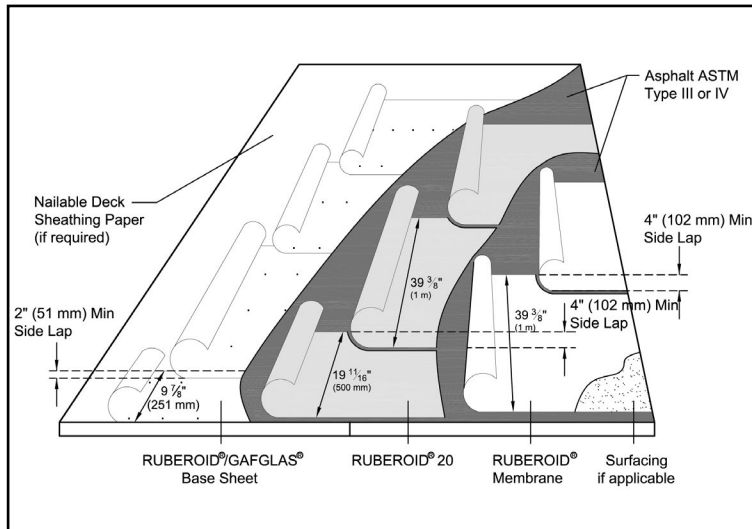 Asphalt ASTM
Type III or IV
Nailable Deck
Sheathing Paper
(if required)
4" (102 mm) Min
Side Lap
39 3/8"
(1 m)
39 3/8"
(1 m)
4" (102 mm) Min
Side Lap
2" (51 mm) Min
Side Lap
19 11/16"
(500 mm)
9 7/8"
(251 mm)
RUBEROID®/GAFGLAS®
Base Sheet
RUBEROID® 20
RUBEROID®
Membrane
Surfacing
if applicable